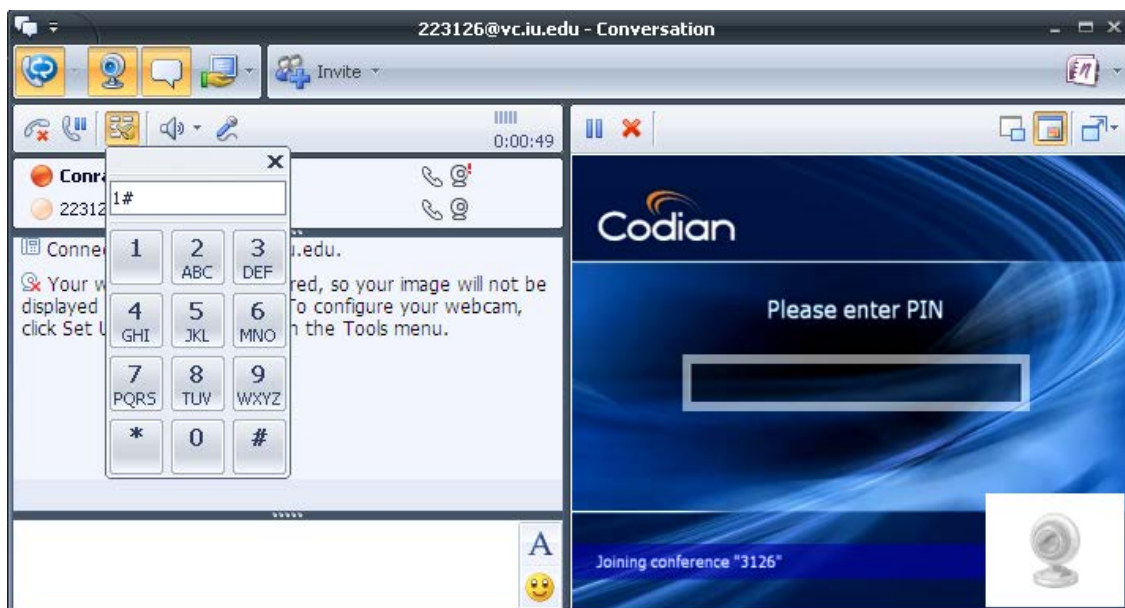 223126@vc.iu.edu - Conversation
Invite
0:00:49
1#
1
2
ABC
3
DEF
4
GHI
5
JKL
6
MNO
7
PQRS
8
TUV
9
WXYZ
*
0
#
Conra
22312
Conne
u.edu.
Your w
red, so your image will not be
displayed
To configure your webcam,
click Set U
n the Tools menu.
A
Codian
Please enter PIN
Joining conference "3126"